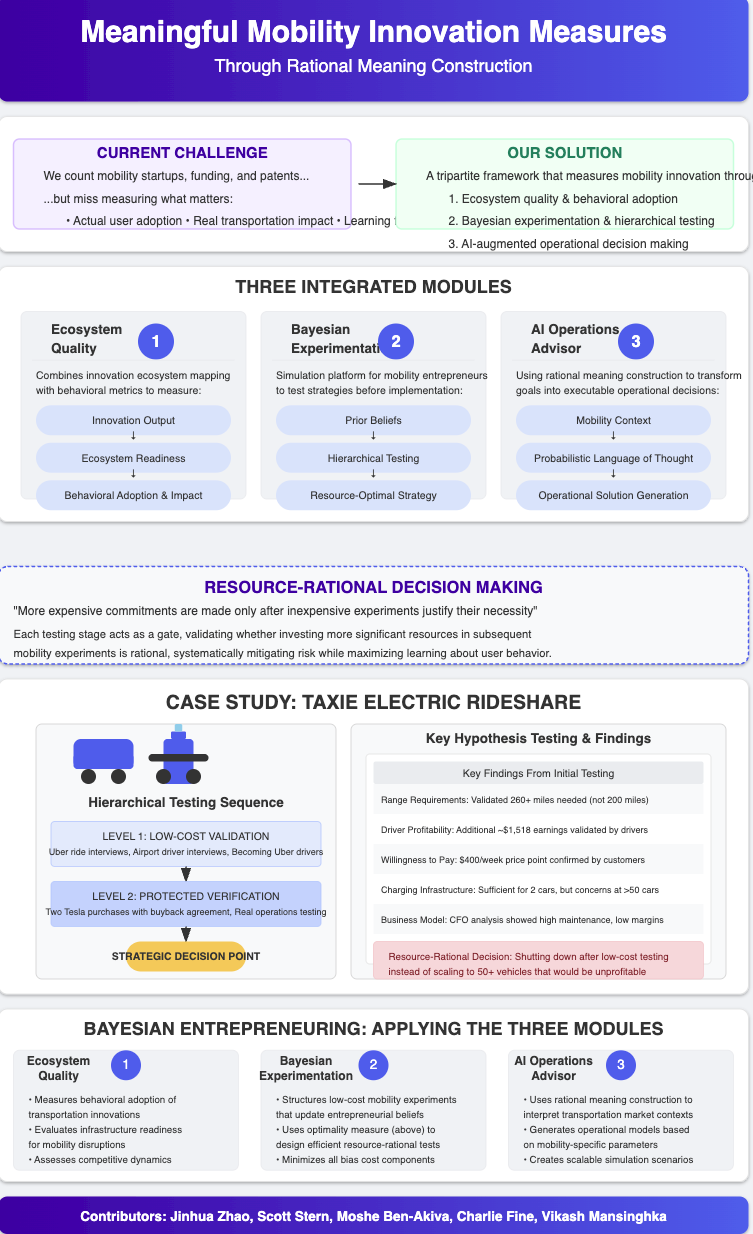 Meaningful Mobility Innovation Measures
Through Rational Meaning Construction
CURRENT CHALLENGE
We count mobility startups, funding, and patents...
...but miss measuring what matters:
• Actual user adoption • Real transportation impact • Learning
OUR SOLUTION
A tripartite framework that measures mobility innovation
1. Ecosystem quality & behavioral adoption
2. Bayesian experimentation & hierarchical testing
3. AI-augmented operational decision making
THREE INTEGRATED MODULES
Ecosystem
Quality
1
Combines innovation ecosystem mapping
with behavioral metrics to measure:
Innovation Output
↓
Ecosystem Readiness
↓
Behavioral Adoption & Impact
Bayesian
Experimentati
2
Simulation platform for mobility entrepreneurs
to test strategies before implementation:
Prior Beliefs
↓
Hierarchical Testing
↓
Resource-Optimal Strategy
AI Operations
Advisor
3
Using rational meaning construction to transform
goals into executable operational decisions:
Mobility Context
↓
Probabilistic Language of Thought
↓
Operational Solution Generation
RESOURCE-RATIONAL DECISION MAKING
"More expensive commitments are made only after inexpensive experiments justify their necessity"
Each testing stage acts as a gate, validating whether investing more significant resources in subsequent
mobility experiments is rational, systematically mitigating risk while maximizing learning about user behavior.
CASE STUDY: TAXIE ELECTRIC RIDESHARE
Hierarchical Testing Sequence
LEVEL 1: LOW-COST VALIDATION
Uber ride interviews, Airport driver interviews, Becoming Uber drivers
LEVEL 2: PROTECTED VERIFICATION
Two Tesla purchases with buyback agreement, Real operations testing
STRATEGIC DECISION POINT
Key Hypothesis Testing & Findings
Key Findings From Initial Testing
Range Requirements: Validated 260+ miles needed (not 200 miles)
Driver Profitability: Additional ~$1,518 earnings validated by drivers
Willingness to Pay: $400/week price point confirmed by customers
Charging Infrastructure: Sufficient for 2 cars, but concerns at >50 cars
Business Model: CFO analysis showed high maintenance, low margins
Resource-Rational Decision: Shutting down after low-cost testing
instead of scaling to 50+ vehicles that would be unprofitable
BAYESIAN ENTREPRENEURING: APPLYING THE THREE MODULES
Ecosystem
Quality
1
• Measures behavioral adoption of
transportation innovations
• Evaluates infrastructure readiness
for mobility disruptions
• Assesses competitive dynamics
Bayesian
Experimentation
2
• Structures low-cost mobility experiments
that update entrepreneurial beliefs
• Uses optimality measure (above) to
design efficient resource-rational tests
• Minimizes all bias cost components
AI Operations
Advisor
3
• Uses rational meaning construction to
interpret transportation market contexts
• Generates operational models based
on mobility-specific parameters
• Creates scalable simulation scenarios
Contributors: Jinhua Zhao, Scott Stern, Moshe Ben-Akiva, Charlie Fine, Vikash Mansinghka